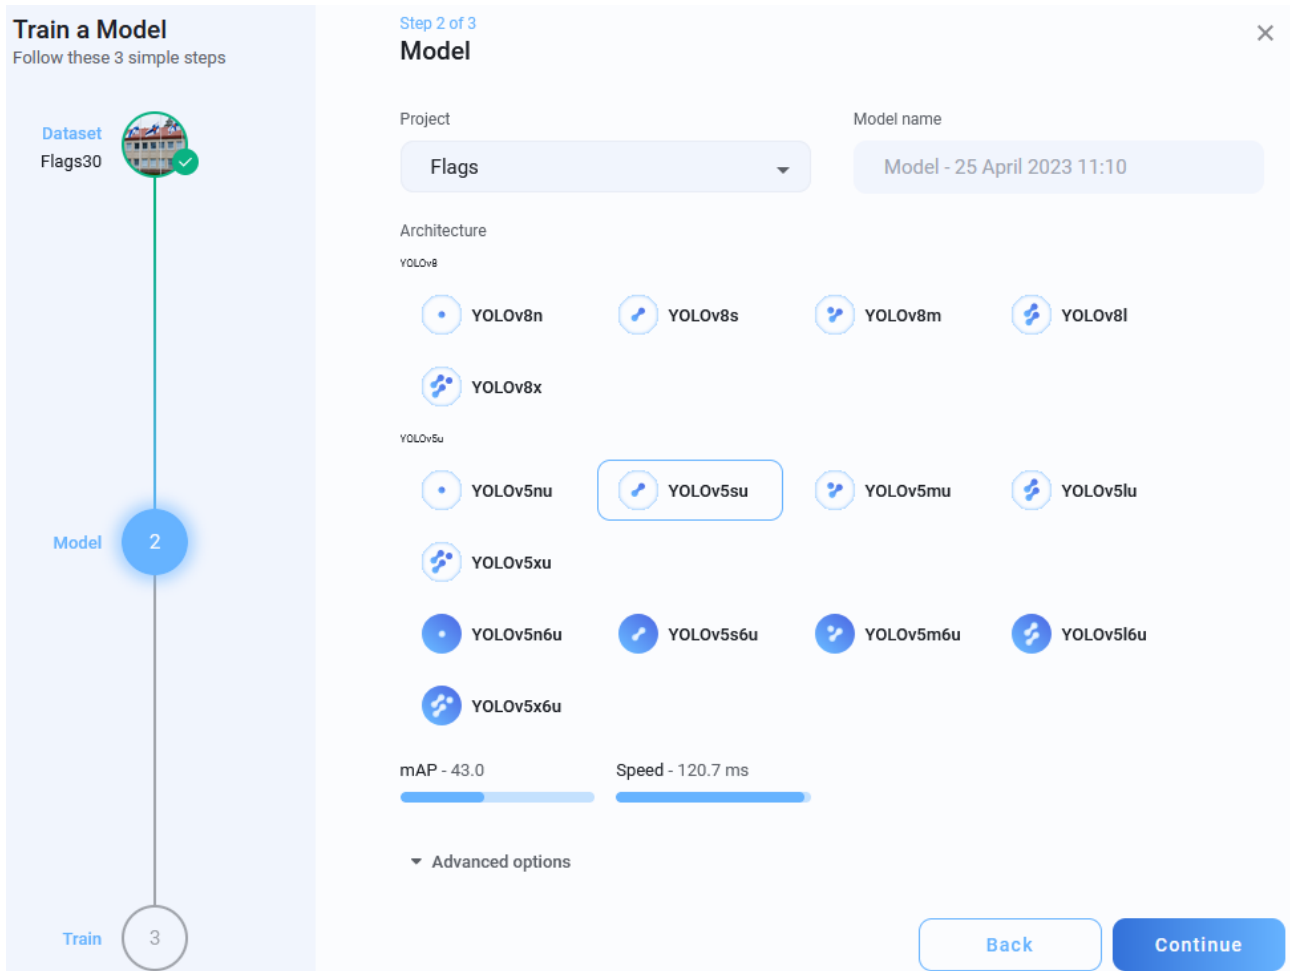 Train a Model
Follow these 3 simple steps
Dataset
Flags30
Model
2
Train
3
Step 2 of 3
Model
Project
Model name
Flags
Model - 25 April 2023 11:10
Architecture
YOLOv8
YOLOv8n YOLOv8s YOLOv8m YOLOv8l
YOLOv8x
YOLOv5u
YOLOv5nu YOLOv5su YOLOv5mu YOLOv5lu
YOLOv5xu
YOLOv5n6u YOLOv5s6u YOLOv5m6u YOLOv5l6u
YOLOv5x6u
mAP - 43.0 Speed - 120.7 ms
Advanced options
Back Continue